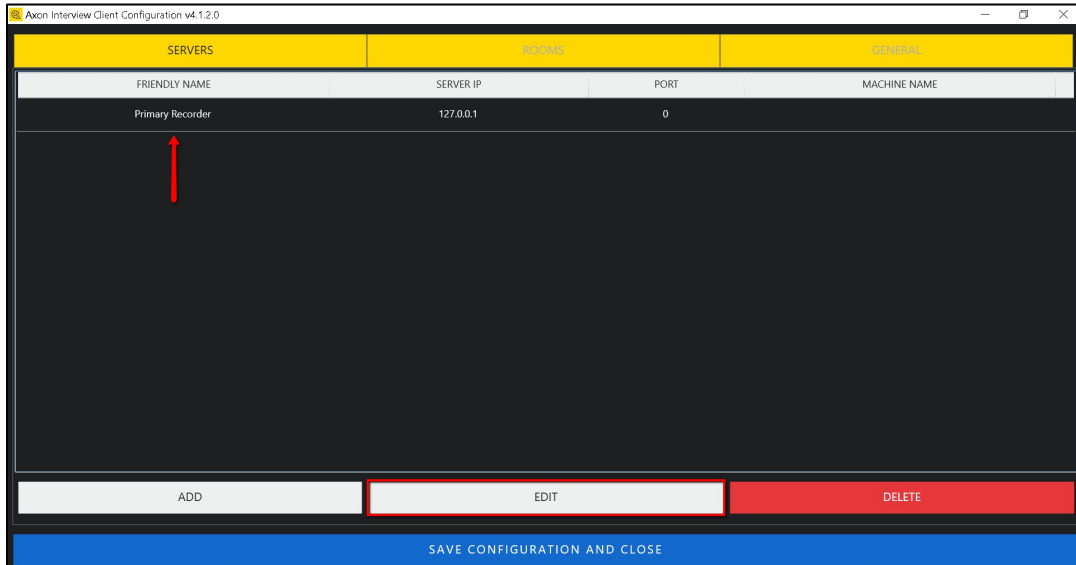 Axon Interview Client Configuration v4.1.2.0
SERVERS ROOMS GENERAL
FRIENDLY NAME SERVER IP PORT MACHINE NAME
Primary Recorder 127.0.0.1 0
ADD EDIT DELETE
SAVE CONFIGURATION AND CLOSE